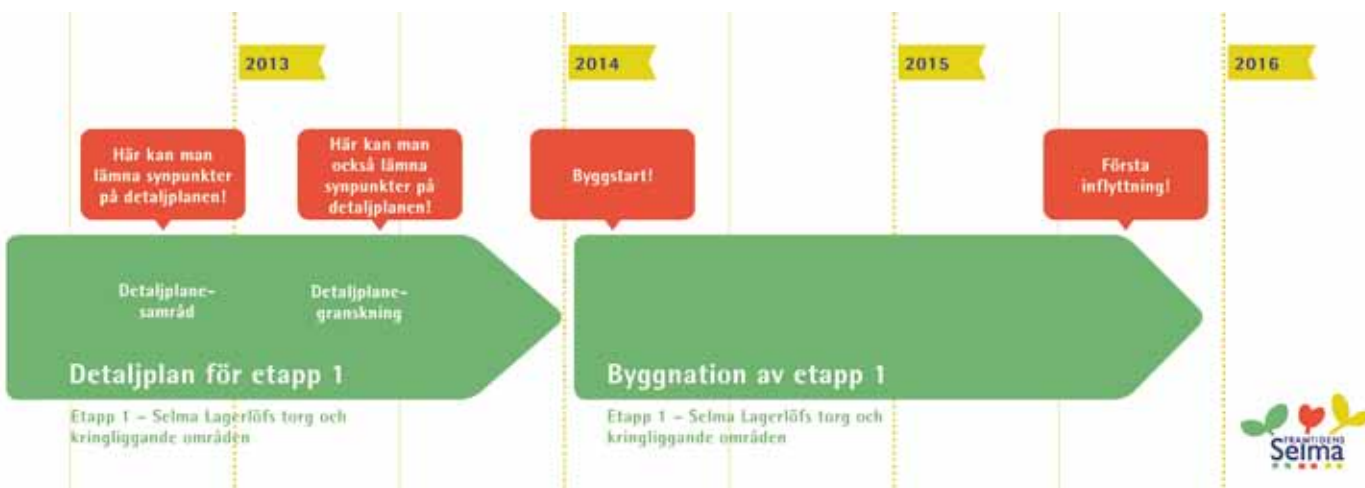 2013
2014
2015
2016
Här kan man
lämna synpunkter
på detaljplanen!
Här kan man
också lämna
synpunkter på
detaljplanen!
Byggstart!
Första
inflyttning!
Detaljplane-
samråd
Detaljplane-
granskning
Detaljplan för etapp 1
Byggnation av etapp 1
Etapp 1 – Selma Lagerlöfs torg och
kringliggande områden
Etapp 1 – Selma Lagerlöfs torg och
kringliggande områden
FRAMTIDENS
Selma